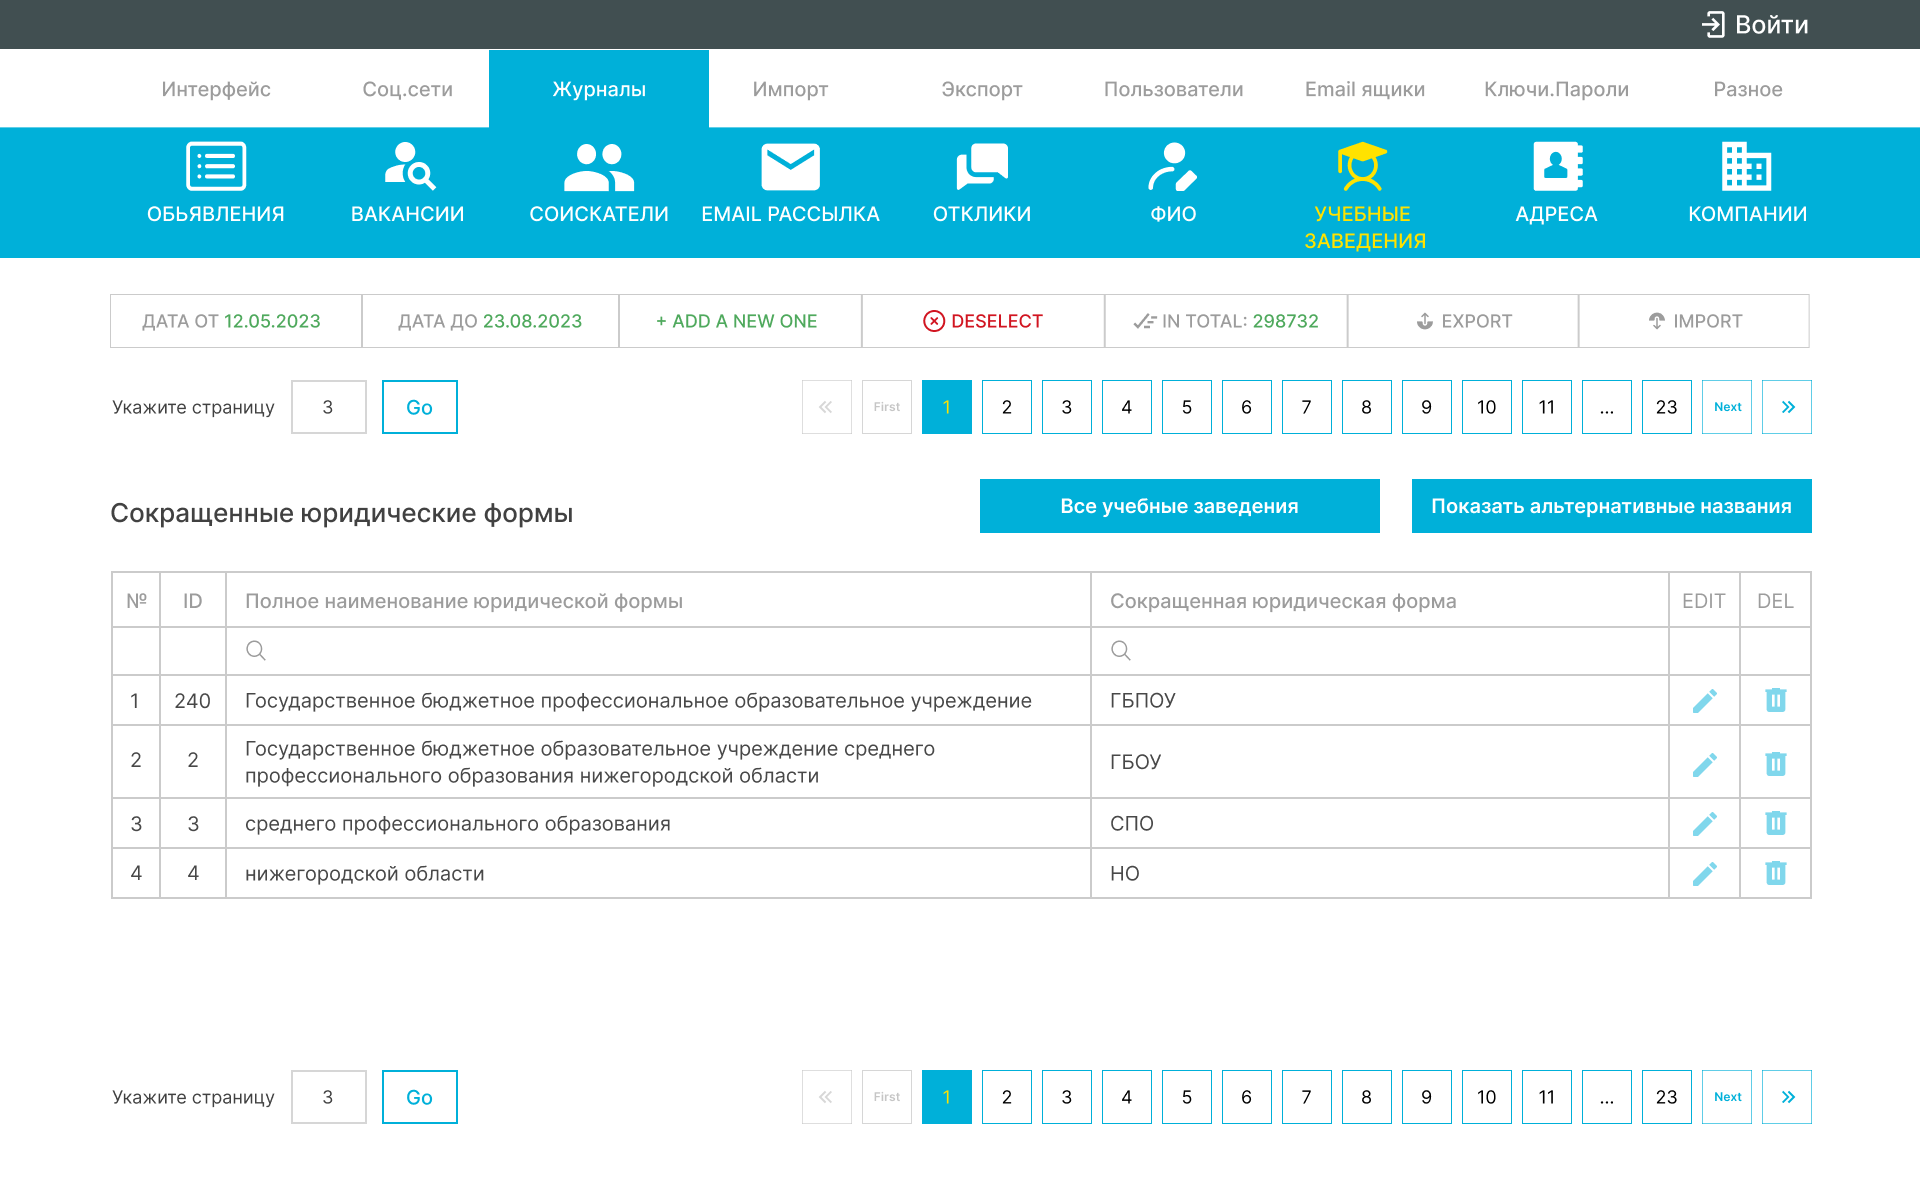 Войти
Интерфейс Соц.сети Журналы Импорт Экспорт Пользователи Email ящики Ключи.Пароли Разное
ОБЬЯВЛЕНИЯ ВАКАНСИИ СОИСКАТЕЛИ EMAIL РАССЫЛКА ОТКЛИКИ ФИО УЧЕБНЫЕ ЗАВЕДЕНИЯ АДРЕСА КОМПАНИИ
ДАТА ОТ 12.05.2023 ДАТА ДО 23.08.2023 + ADD A NEW ONE DESELECT IN TOTAL: 298732 EXPORT IMPORT
Укажите страницу 3 Go « First 1 2 3 4 5 6 7 8 9 10 11 ... 23 Next »
Сокращенные юридические формы Все учебные заведения Показать альтернативные названия
№ ID Полное наименование юридической формы Сокращенная юридическая форма EDIT DEL
1 240 Государственное бюджетное профессиональное образовательное учреждение ГБПОУ
2 2 Государственное бюджетное образовательное учреждение среднего
профессионального образования нижегородской области ГБОУ
3 3 среднего профессионального образования СПО
4 4 нижегородской области НО
Укажите страницу 3 Go « First 1 2 3 4 5 6 7 8 9 10 11 ... 23 Next »